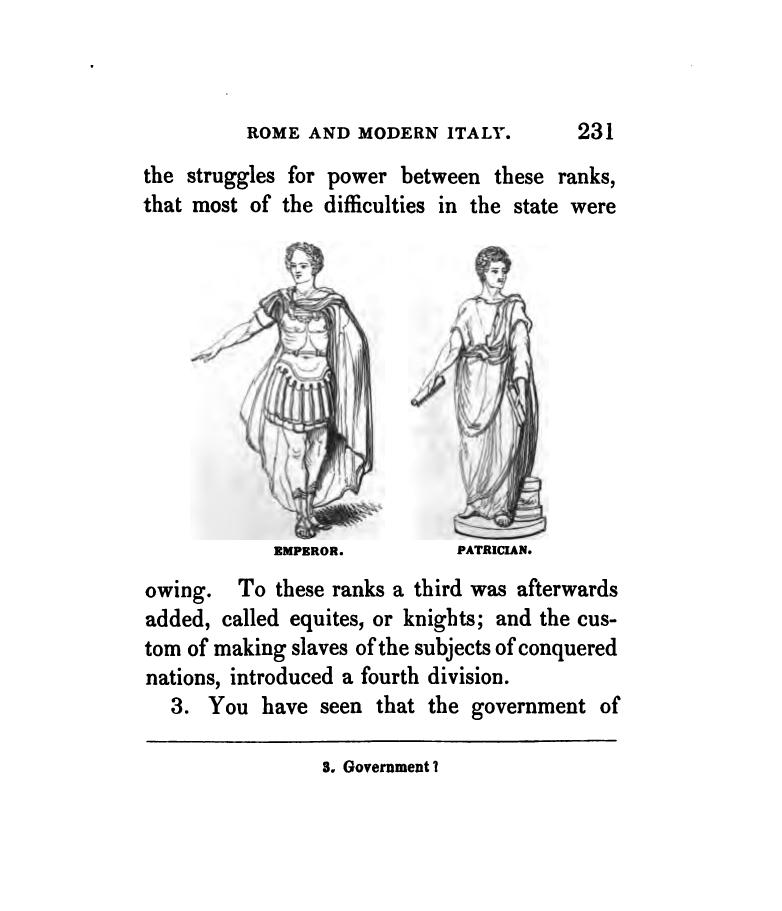 ROME AND MODERN ITALY. 231
the struggles for power between these ranks,
that most of the difficulties in the state were
EMPEROR. PATRICIAN.
owing. To these ranks a third was afterwards
added, called equites, or knights; and the cus-
tom of making slaves of the subjects of conquered
nations, introduced a fourth division.
3. You have seen that the government of
3. Government?